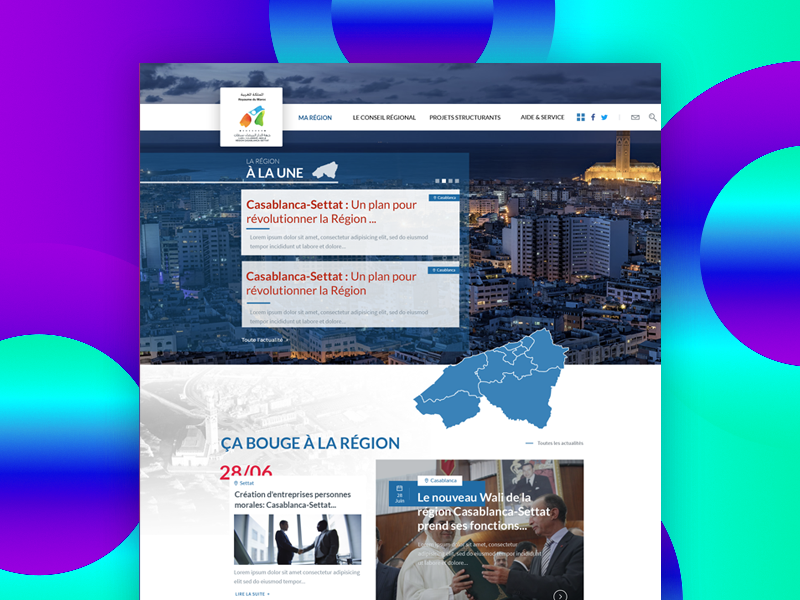 المملكة المغربية
Royaume du Maroc
MA RÉGION
LE CONSEIL RÉGIONAL
PROJETS STRUCTURANTS
AIDE & SERVICE
LA RÉGION
À LA UNE
Casablanca
Casablanca-Settat : Un plan pour
révolutionner la Région ...
Lorem ipsum dolor sit amet, consectetur adipisicing elit, sed do eiusmod
tempor incididunt ut labore et dolore...
Casablanca
Casablanca-Settat : Un plan pour
révolutionner la Région
Lorem ipsum dolor sit amet, consectetur adipisicing elit, sed do eiusmod
tempor incididunt ut labore et dolore...
Toute l'actualité
ÇA BOUGE À LA RÉGION
Toutes les actualités
28/06
Settat
Création d'entreprises personnes
morales: Casablanca-Settat...
Lorem ipsum dolor sit amet, consectetur adipisicing elit, sed do
eiusmod tempor...
LIRE LA SUITE +
Casablanca
28
Juin
Le nouveau Wali de la
région Casablanca-Settat
prend ses fonctions...
Lorem ipsum dolor sit amet, consectetur
adipisicing elit, sed do eiusmod tempor incididunt ut
labore et dolore...